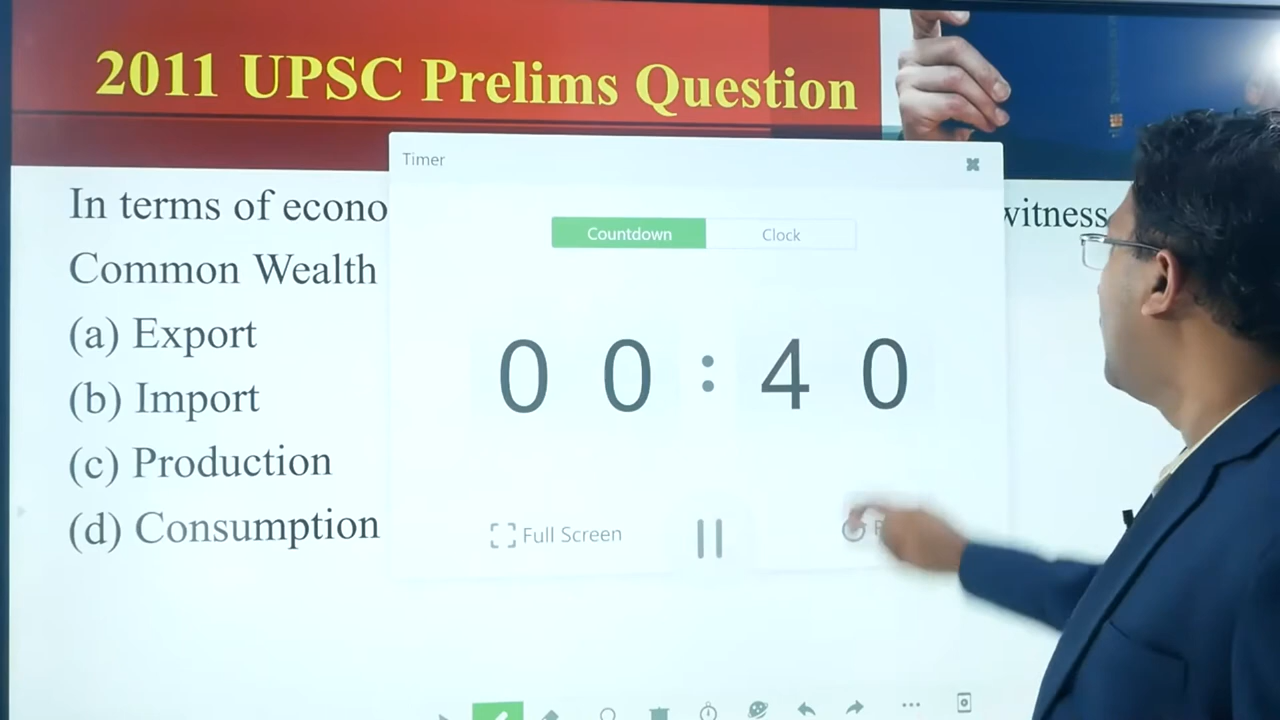 2011 UPSC Prelims Question
Timer
In terms of econo
witness
Countdown Clock
Common Wealth
(a) Export
00:40
(b) Import
(c) Production
(d) Consumption
Full Screen